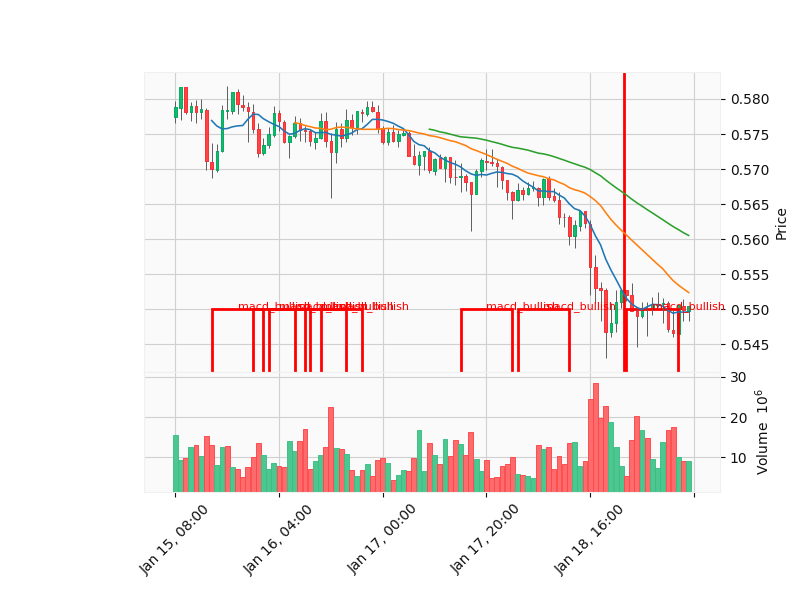 0.580
0.575
0.570
0.565
0.560
0.555
0.550
0.545
Price
macd_bullish
macd_bullish
macd_bullish
macd_bullish
30
20
10
Volume 10⁶
Jan 15, 08:00
Jan 16, 04:00
Jan 17, 00:00
Jan 17, 20:00
Jan 18, 16:00